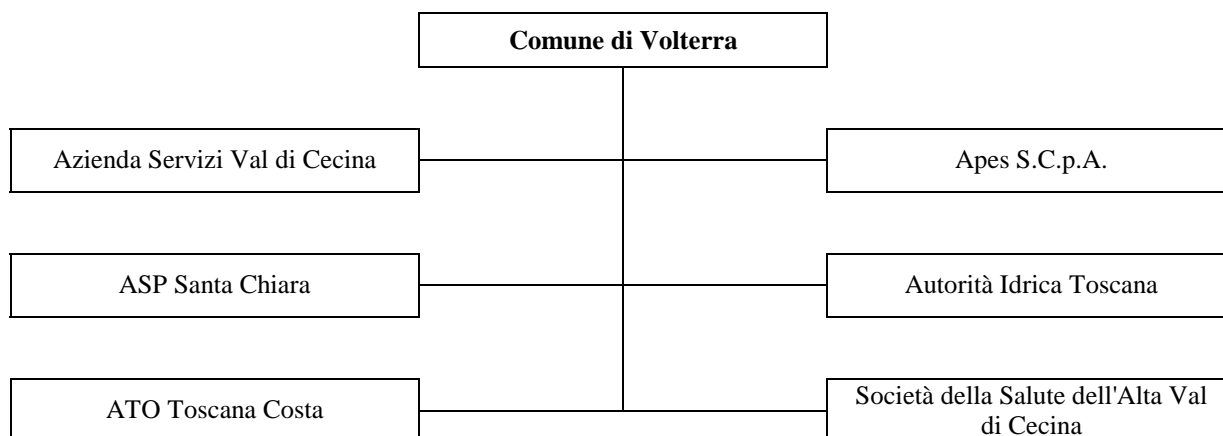 Comune di Volterra
Azienda Servizi Val di Cecina
Apes S.C.p.A.
ASP Santa Chiara
Autorità Idrica Toscana
ATO Toscana Costa
Società della Salute dell'Alta Val
di Cecina